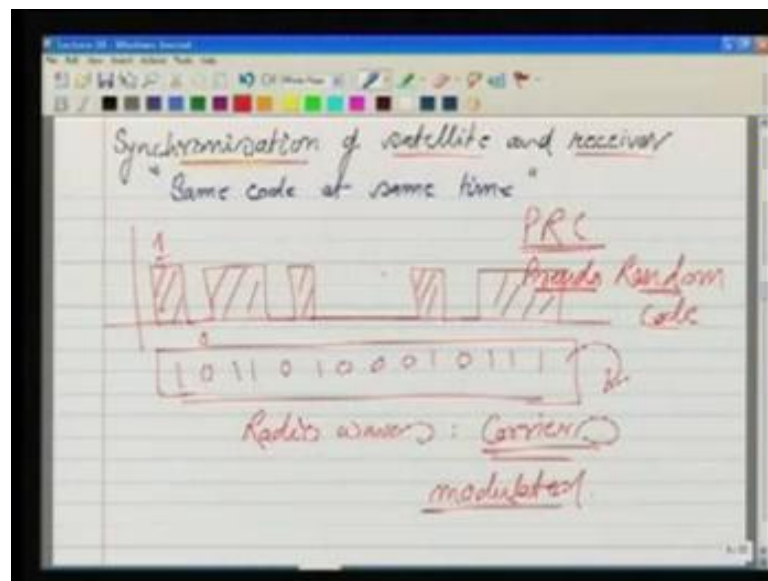 Synchronisation of satellite and receiver
"Same code at same time"
PRC
Pseudo Random
Code
1
0
1 0 1 1 0 1 0 0 0 1 0 1 1 1
Radio waves : Carriers
modulated.